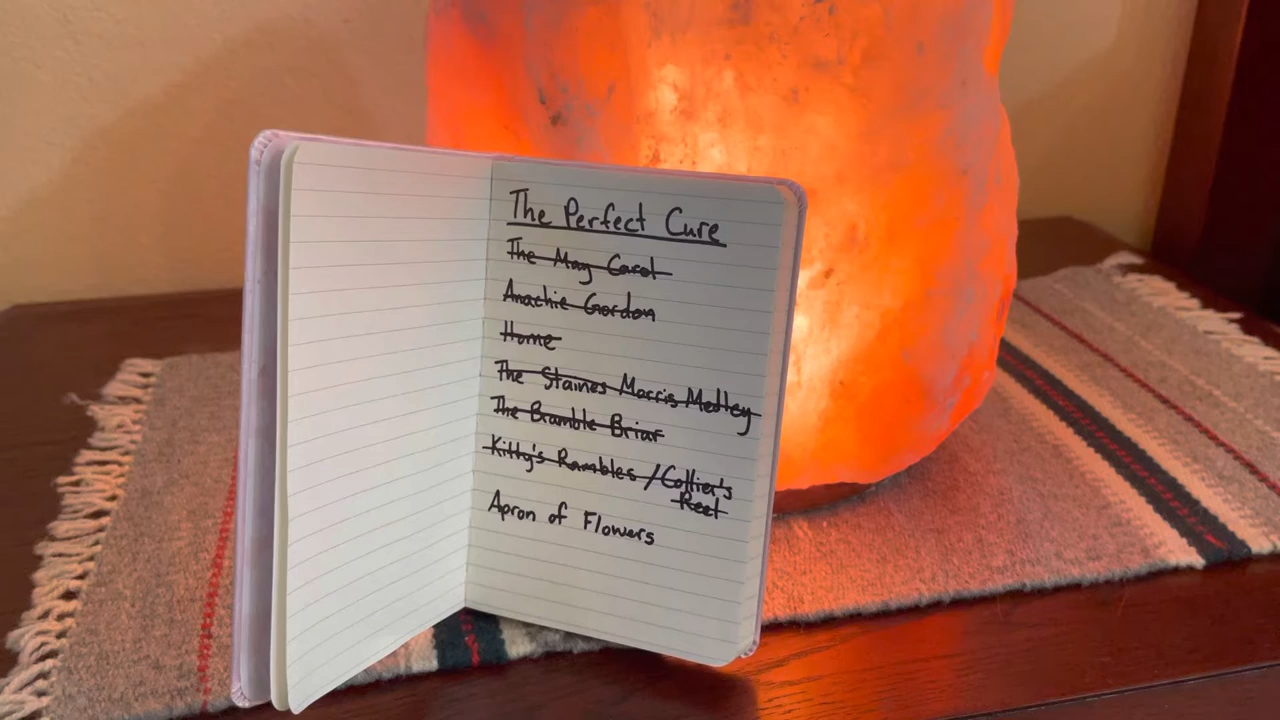 The Perfect Cure
The May Carol
Anachie Gordon
Home
The Staines Morris Medley
The Bramble Briar
Kitty's Rambles / Collier's
Reel
Apron of Flowers